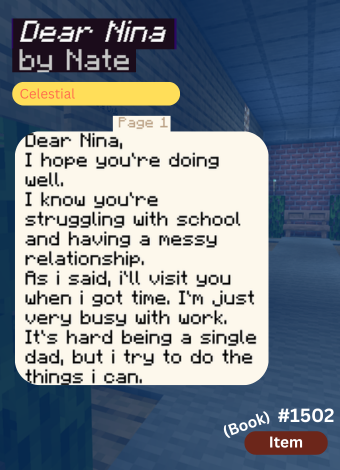 Dear Nina
by Nate
Celestial
Page 1
Dear Nina,
I hope you're doing
well.
I know you're
struggling with school
and having a messy
relationship.
As i said, i'll visit you
when i got time. I'm just
very busy with work.
It's hard being a single
dad, but i try to do the
things i can.
(Book) #1502
Item